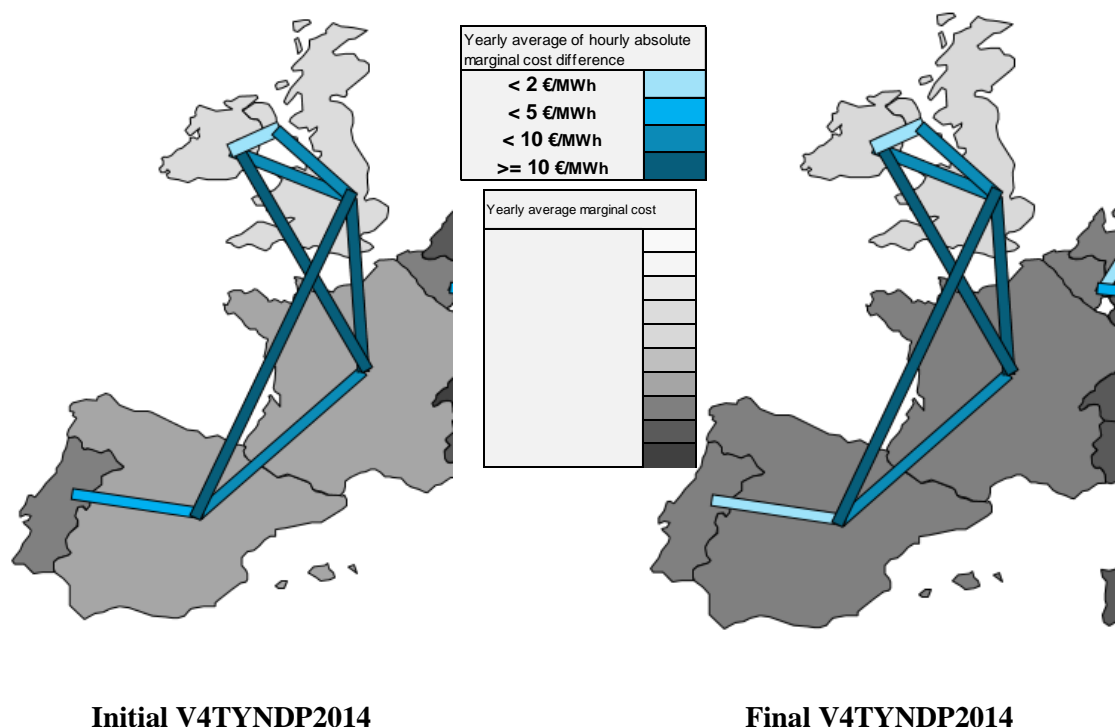 Yearly average of hourly absolute
marginal cost difference
< 2 €/MWh
< 5 €/MWh
< 10 €/MWh
>= 10 €/MWh
Yearly average marginal cost
Initial V4TYNDP2014
Final V4TYNDP2014